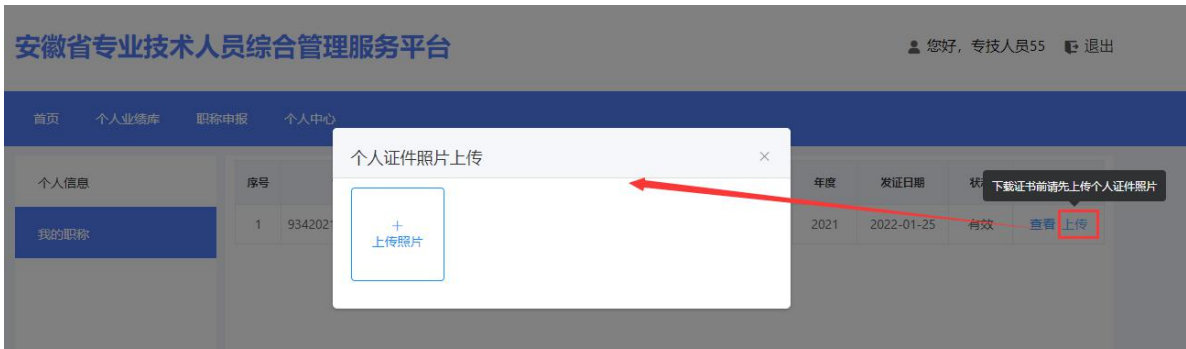 安徽省专业技术人员综合管理服务平台
您好，专技人员55 退出
首页 个人业绩库 职称申报 个人中心
个人证件照片上传
个人信息
序号 年度 发证日期
下载证书前请先上传个人证件照片
我的职称
1 9342021 2021 2022-01-25 有效 查看 上传
上传照片